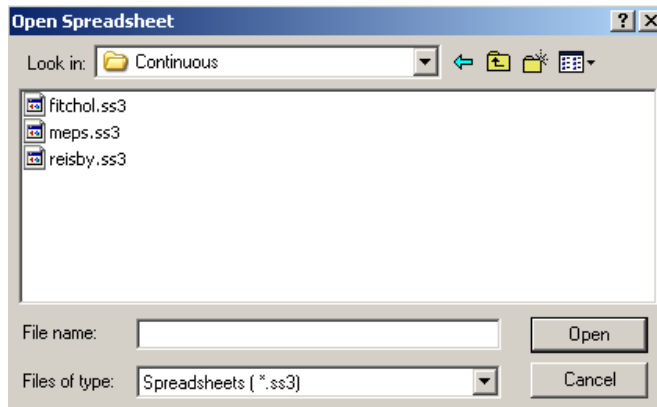 Open Spreadsheet
Look in: Continuous
fitchol.ss3
meps.ss3
reisby.ss3
File name: Open
Files of type: Spreadsheets ( *.ss3) Cancel